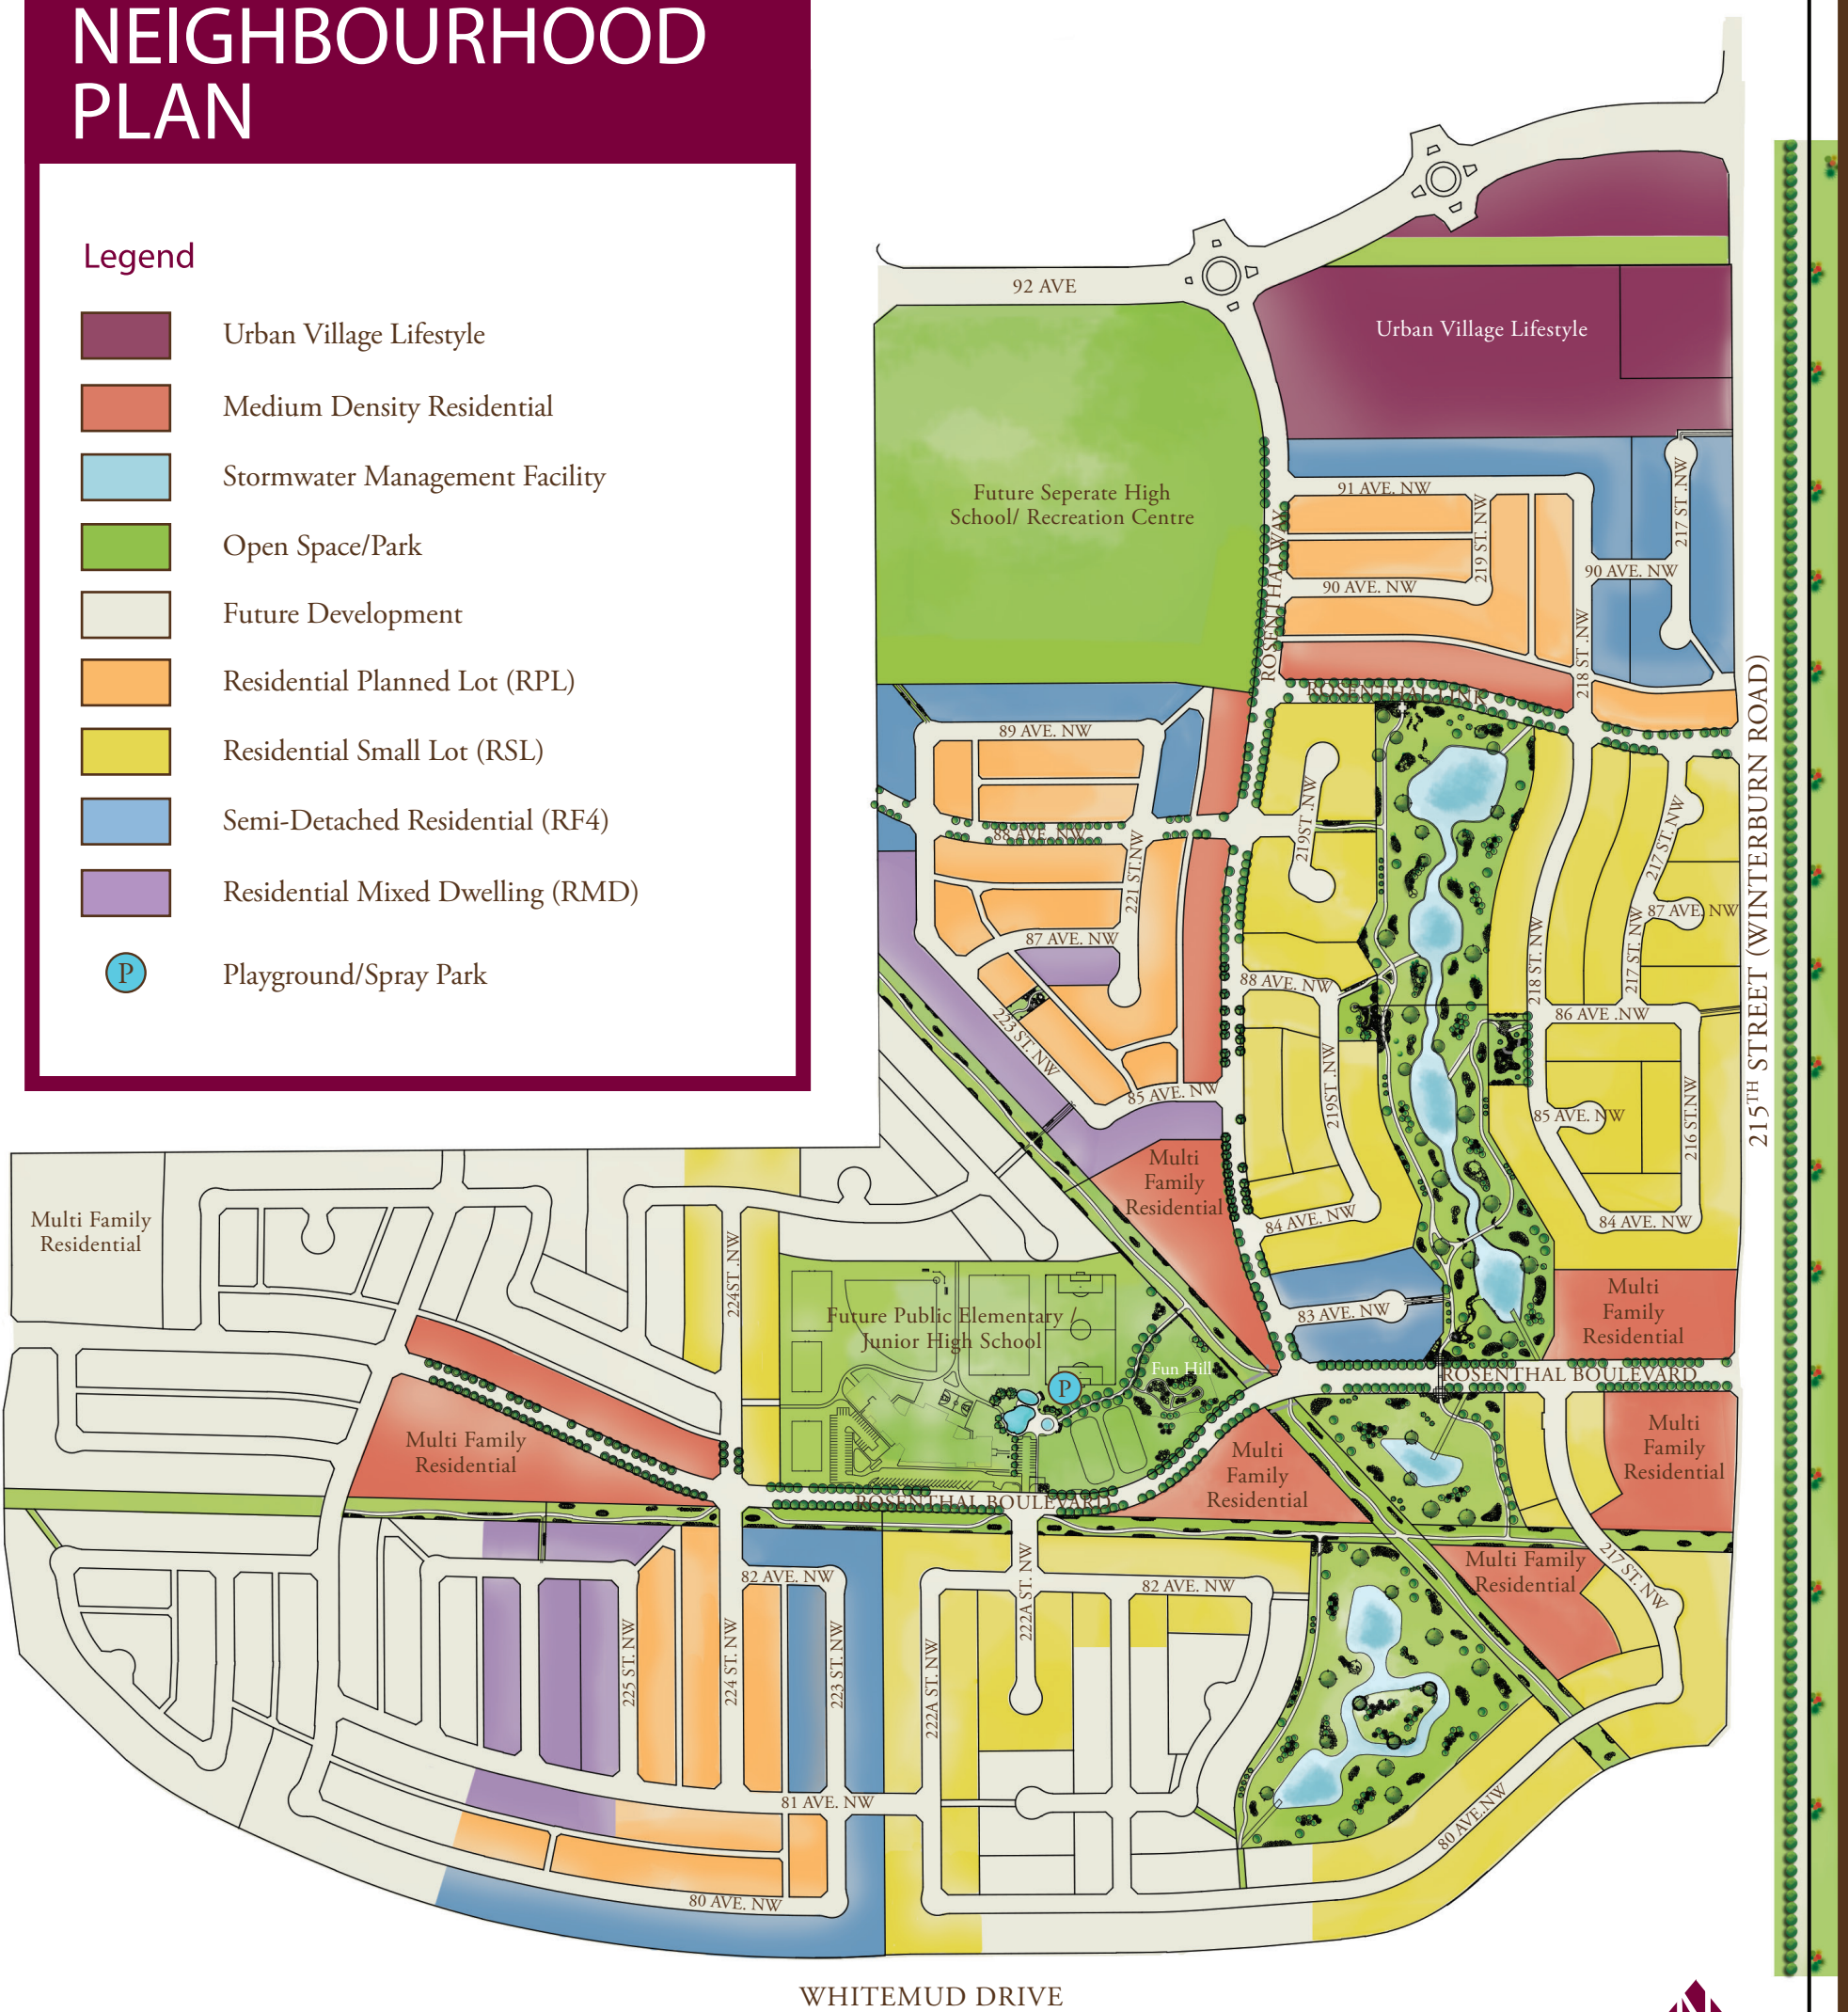 NEIGHBOURHOOD
PLAN
Legend
Urban Village Lifestyle
Medium Density Residential
Stormwater Management Facility
Open Space/Park
Future Development
Residential Planned Lot (RPL)
Residential Small Lot (RSL)
Semi-Detached Residential (RF4)
Residential Mixed Dwelling (RMD)
P
Playground/Spray Park
92 AVE
Urban Village Lifestyle
Future Seperate High
School/ Recreation Centre
ROSENTHAL WAY
91 AVE. NW
219 ST. NW
217 ST .NW
90 AVE. NW
90 AVE. NW
218 ST .NW
ROSENTHAL LINK
215TH STREET (WINTERBURN ROAD)
89 AVE. NW
88 AVE. NW
221 ST.NW
219ST .NW
217 ST. NW
87 AVE. NW
87 AVE. NW
218 ST. NW
217 ST. NW
88 AVE. NW
223 ST. NW
86 AVE .NW
85 AVE. NW
219ST .NW
85 AVE. NW
216 ST.NW
Multi
Family
Residential
84 AVE. NW
84 AVE. NW
Multi Family
Residential
224ST .NW
Future Public Elementary /
Junior High School
83 AVE. NW
Multi
Family
Residential
Fun Hill
P
ROSENTHAL BOULEVARD
Multi Family
Residential
Multi
Family
Residential
Multi
Family
Residential
ROSENTHAL BOULEVARD
Multi Family
Residential
217 ST. NW
82 AVE. NW
82 AVE. NW
222A ST. NW
225 ST. NW
224 ST. NW
223 ST. NW
222A ST. NW
81 AVE. NW
80 AVE.NW
80 AVE. NW
WHITEMUD DRIVE